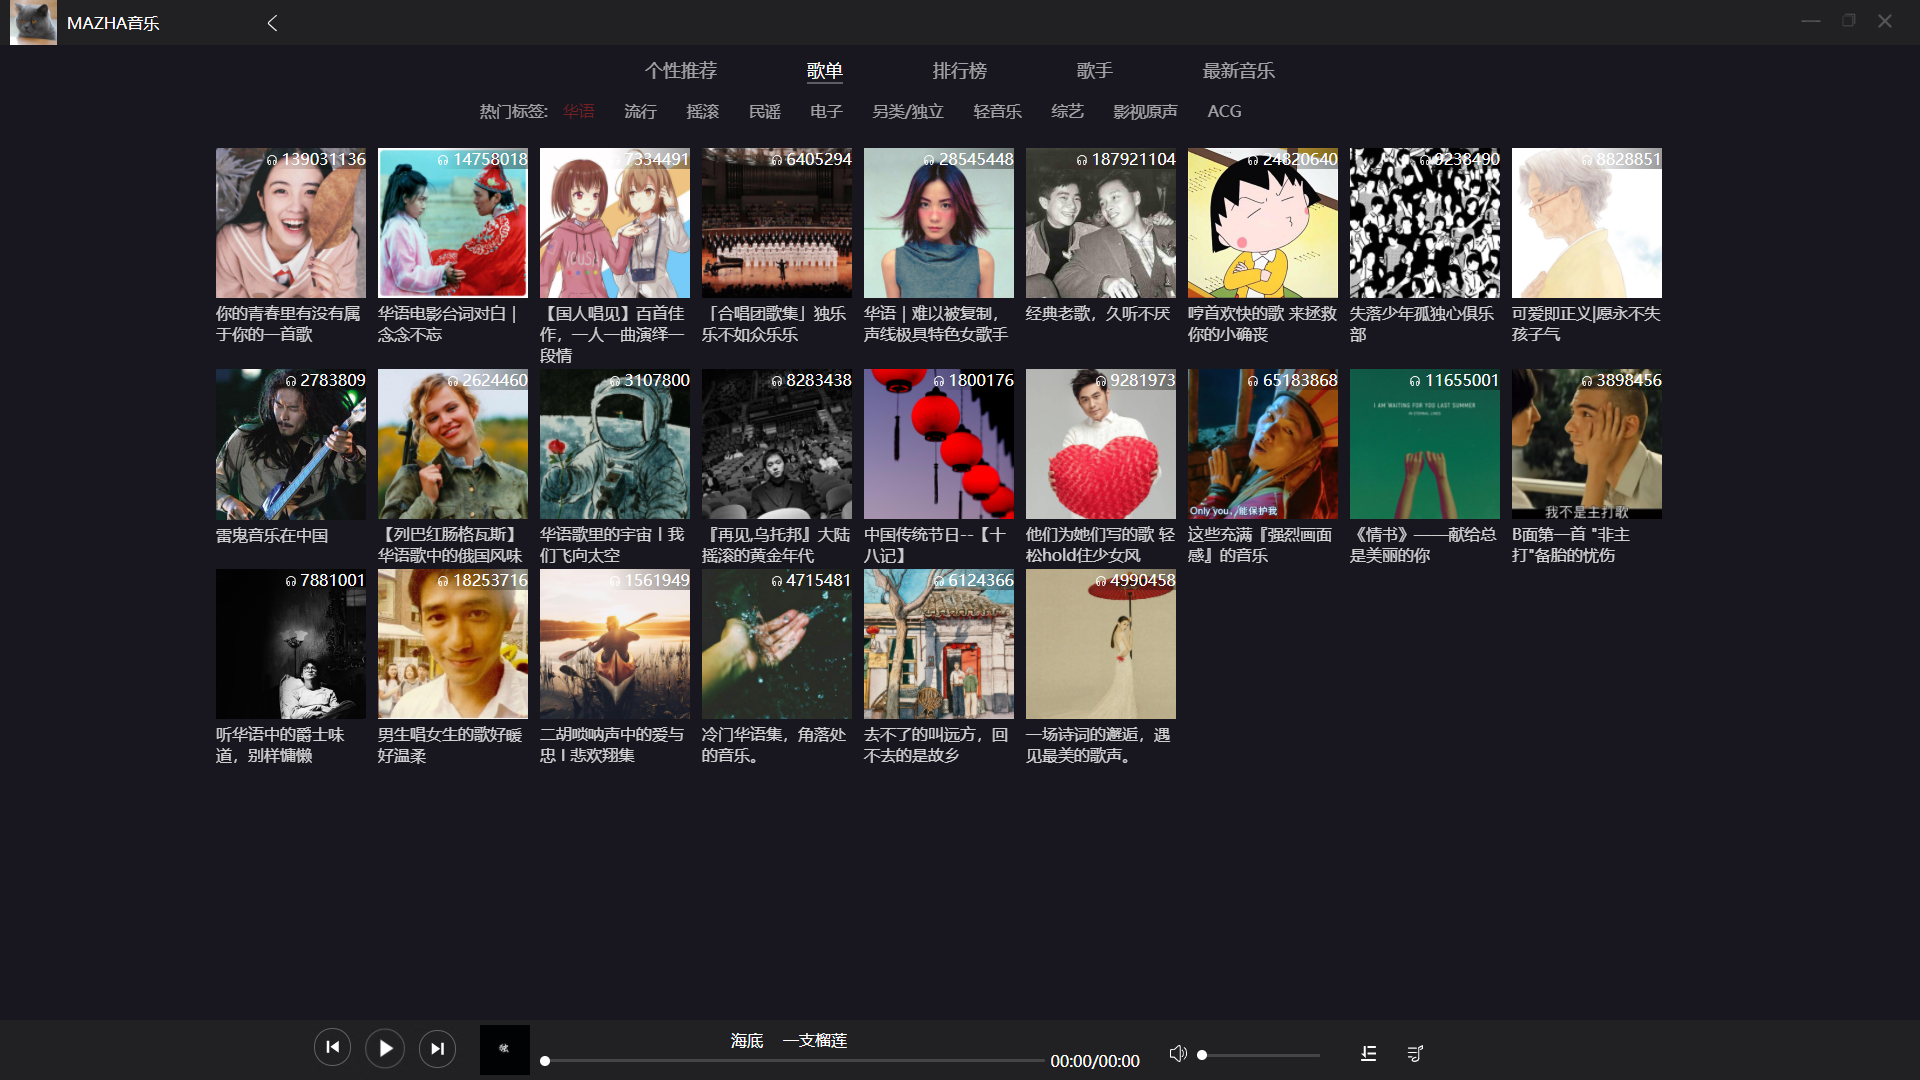 MAZHA音乐
个性推荐 歌单 排行榜 歌手 最新音乐
热门标签: 华语 流行 摇滚 民谣 电子 另类/独立 轻音乐 综艺 影视原声 ACG
139031136 14758018 7334491 6405294 28545448 187921104 24820640 9238490 8828851
你的青春里有没有属 华语电影台词对白 | 【国人唱见】百首佳 「合唱团歌集」独乐 华语 | 难以被复制, 经典老歌，久听不厌 哼首欢快的歌 来拯救 失落少年孤独心俱乐 可爱即正义|愿永不失
于你的一首歌 念念不忘 作，一人一曲演绎一 乐不如众乐乐 声线极具特色女歌手 你的小确丧 部 孩子气
段情
2783809 2624460 3107800 8283438 1800176 9281973 65183868 11655001 3898456
I AM WAITING FOR YOU LAST SUMMER
Only you，能保护我 我不是主打歌
雷鬼音乐在中国 【列巴红肠格瓦斯】 华语歌里的宇宙丨我 『再见,乌托邦』大陆 中国传统节日--【十 他们为她们写的歌 轻 这些充满『强烈画面 《情书》——献给总 B面第一首 "非主
华语歌中的俄国风味 们飞向太空 摇滚的黄金年代 八记】 松hold住少女风 感』的音乐 是美丽的你 打"备胎的忧伤
7881001 18253716 1561949 4715481 6124366 4990458
听华语中的爵士味 男生唱女生的歌好暖 二胡唢呐声中的爱与 冷门华语集，角落处 去不了的叫远方，回 一场诗词的邂逅，遇
道，别样慵懒 好温柔 忠 I 悲欢翔集 的音乐。 不去的是故乡 见最美的歌声。
海底 一支榴莲
00:00/00:00